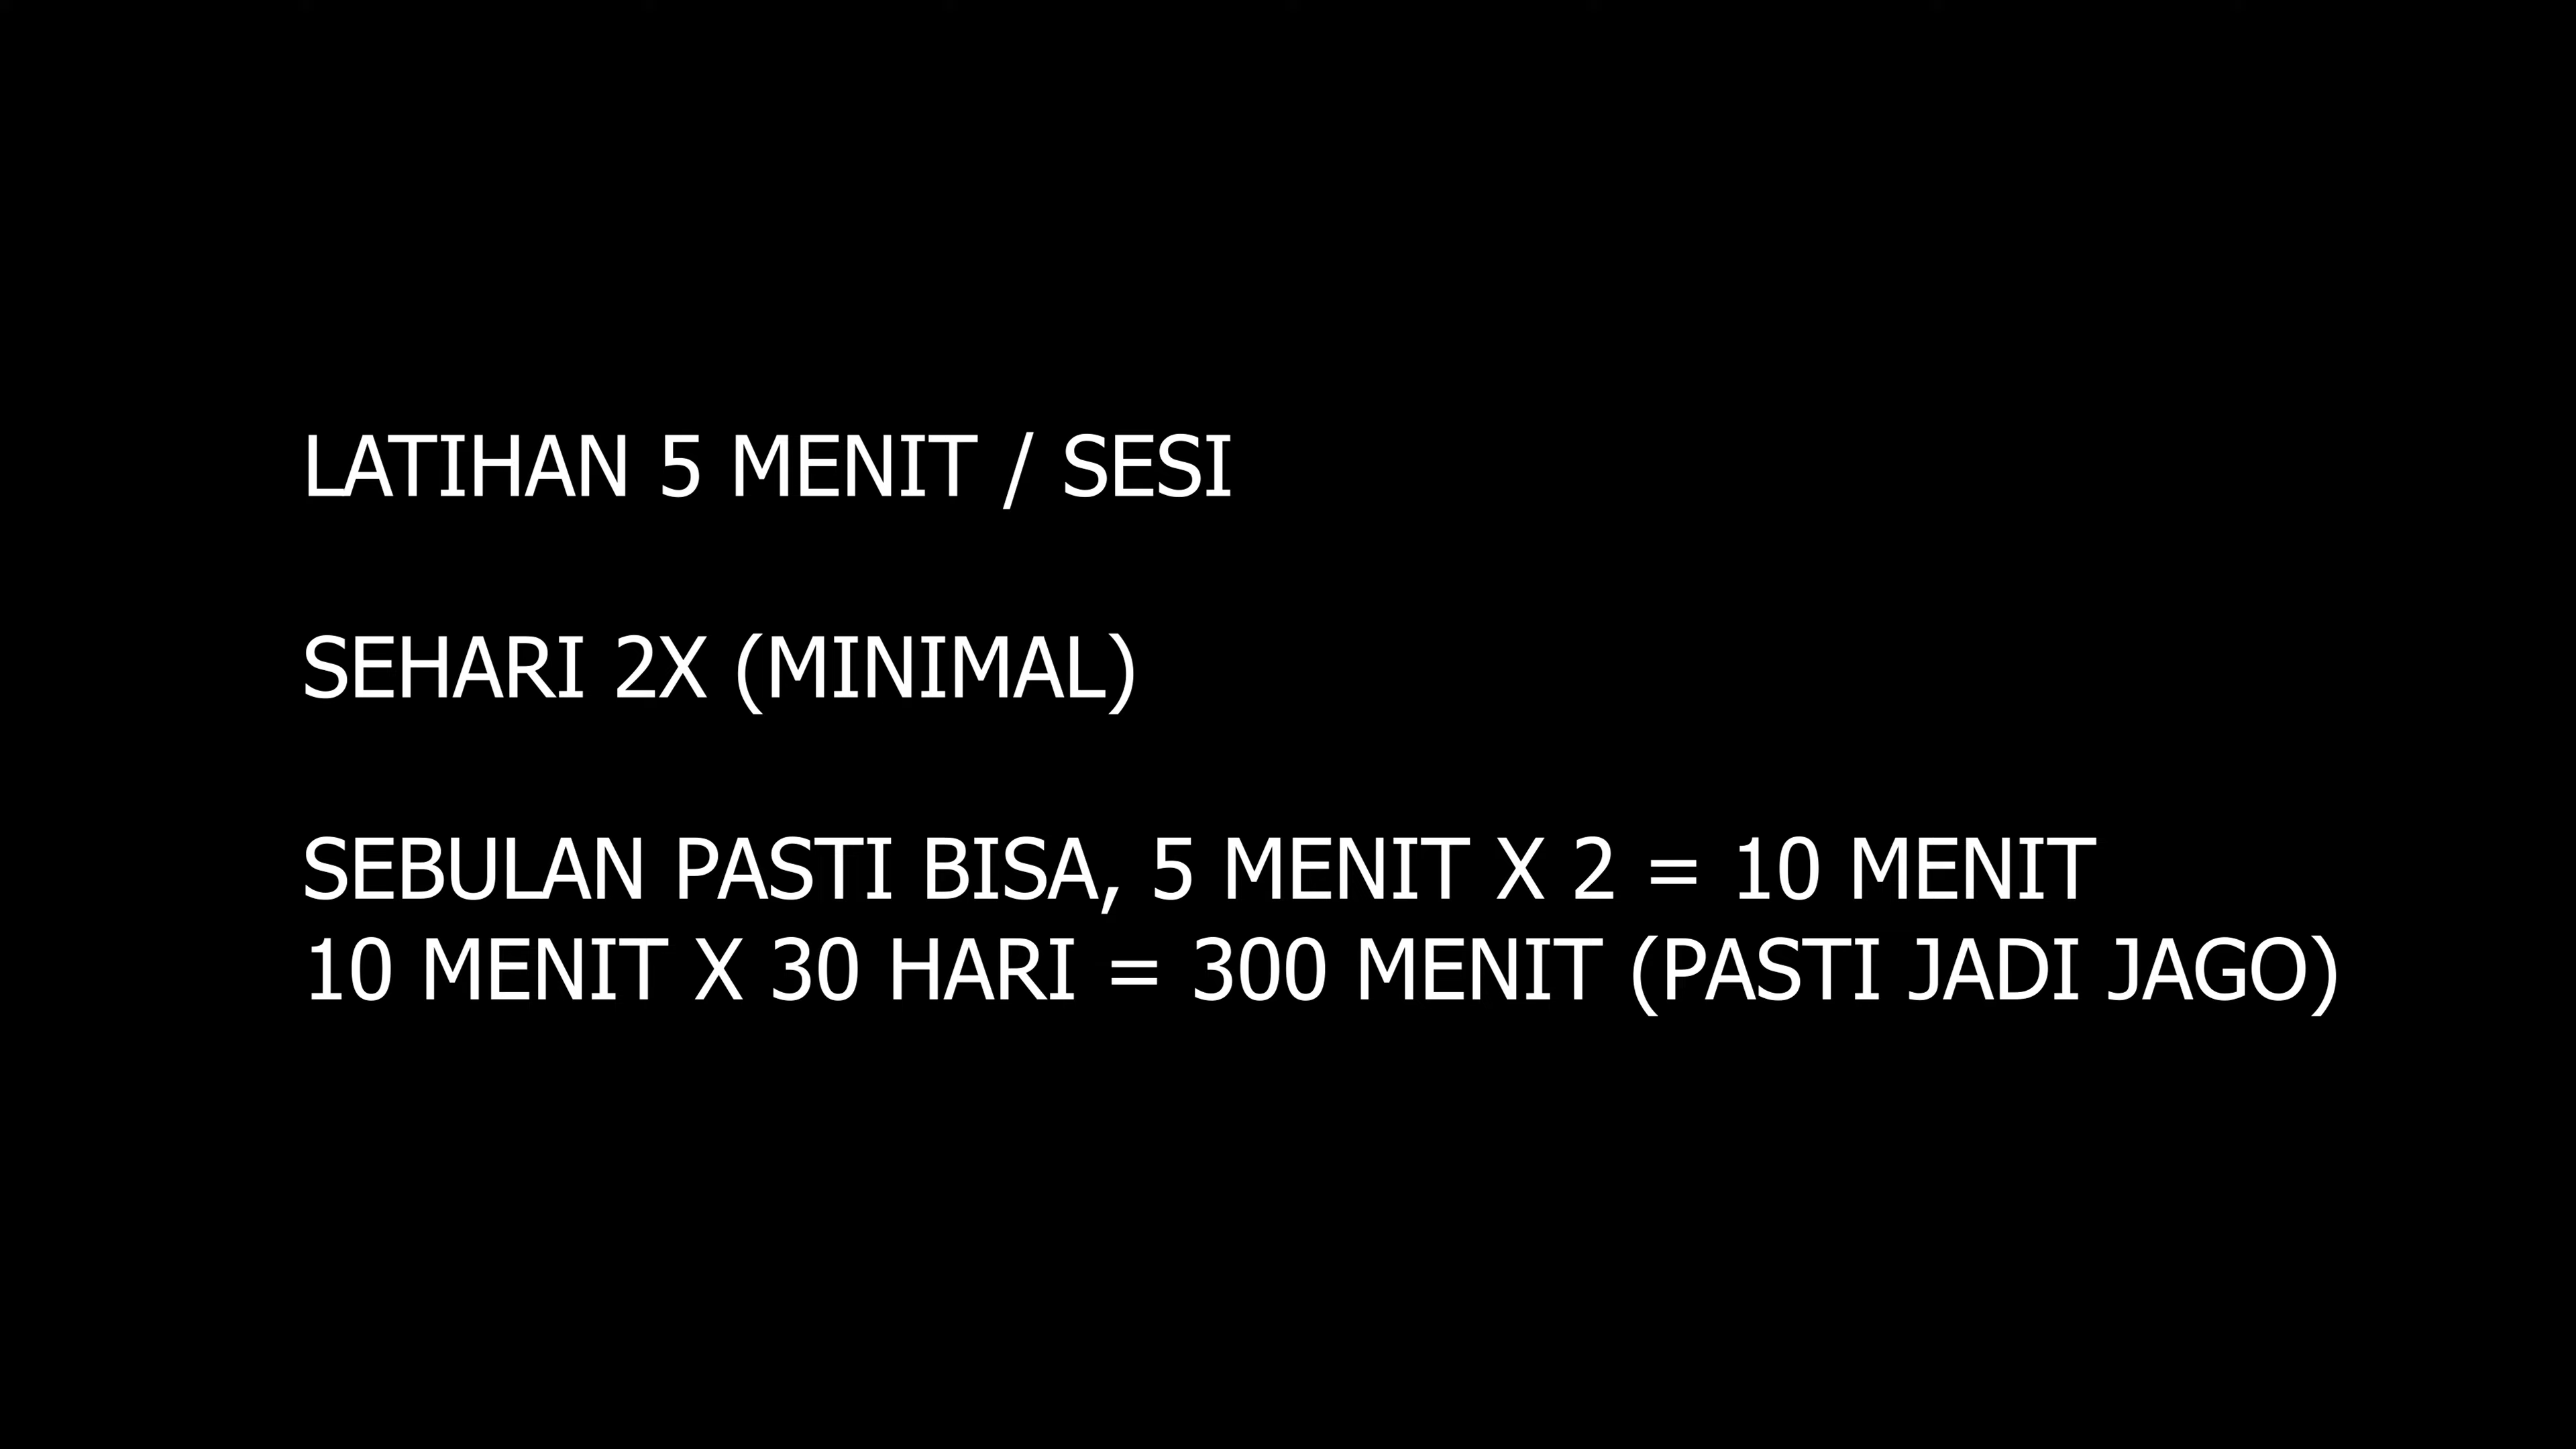 LATIHAN 5 MENIT / SESI
SEHARI 2X (MINIMAL)
SEBULAN PASTI BISA, 5 MENIT X 2 = 10 MENIT
10 MENIT X 30 HARI = 300 MENIT (PASTI JADI JAGO)